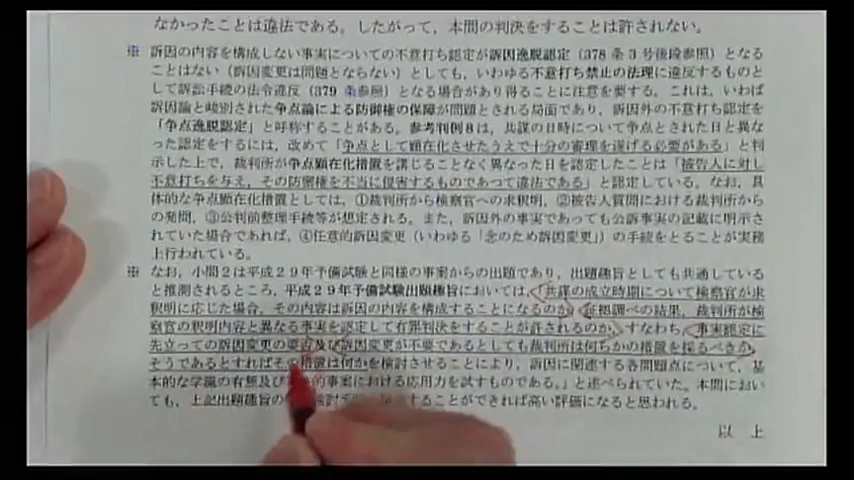 なかったことは違法である。したがって，本問の判決をすることは許されない。
※ 訴因の内容を構成しない事実についての不意打ち認定が訴因逸脱認定（378条3号後段参照）となる
ことはない（訴因変更は問題とならない）としても，いわゆる不意打ち禁止の法理に違反するものと
して訴訟手続の法令違反（379条参照）となる場合があり得ることに注意を要する。これは，いわば
訴因論と峻別された争点論による防御権の保障が問題とされる局面であり，訴因外の不意打ち認定を
「争点逸脱認定」と呼称することがある。参考判例8は，共謀の日時について争点とされた日と異な
った認定をするには，改めて「争点として顕在化させたうえで十分の審理を遂げる必要がある」と判
示した上で，裁判所が争点顕在化措置を講じることなく異なった日を認定したことは「被告人に対し
不意打ちを与え，その防禦権を不当に侵害するものであつて違法である」と認定している。なお，具
体的な争点顕在化措置としては，①裁判所から検察官への求釈明，②被告人質問における裁判所から
の発問，③公判前整理手続等が想定される。また，訴因外の事実であっても公訴事実の記載に明示さ
れていた場合であれば，④任意的訴因変更（いわゆる「念のため訴因変更」）の手続をとることが実務
上行われている。
※ なお，小問2は平成29年予備試験と同様の事案からの出題であり，出題趣旨としても共通している
と推測されるところ，平成29年予備試験出題趣旨においては，「共謀の成立時期について検察官が求
釈明に応じた場合，その内容は訴因の内容を構成することになるのか，証拠調べの結果，裁判所が検
察官の釈明内容と異なる事実を認定して有罪判決をすることが許されるのか，すなわち，事実認定に
先立っての訴因変更の要否及び訴因変更が不要であるとしても裁判所は何らかの措置を採るべきか，
そうであるとすればその措置は何かを検討させることにより，訴因に関連する各問題点について，基
本的な学識の有無及び 的事案における応用力を試すものである。」と述べられていた。本問におい
ても，上記出題趣旨の 検討 することができれば高い評価になると思われる。
以 上